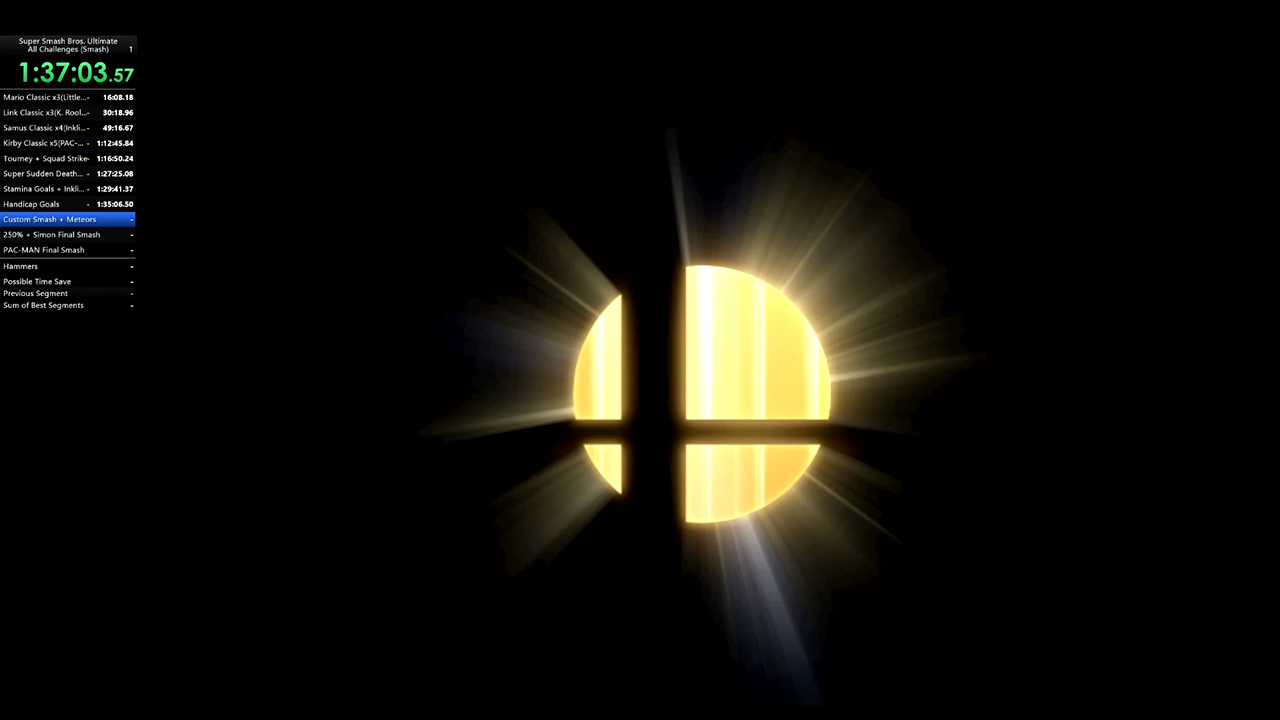 Super Smash Bros. Ultimate
All Challenges (Smash) 1
1:37:03.57
Mario Classic x3(Little... - 16:08.18
Link Classic x3(K. Rool... - 30:18.96
Samus Classic x4(Inkli... - 49:16.67
Kirby Classic x5(PAC-... - 1:12:45.84
Tourney + Squad Strike - 1:16:50.24
Super Sudden Death... - 1:27:25.08
Stamina Goals + Inkli... - 1:29:41.37
Handicap Goals - 1:35:06.50
Custom Smash + Meteors -
250% + Simon Final Smash -
PAC-MAN Final Smash -
Hammers -
Possible Time Save -
Previous Segment -
Sum of Best Segments -